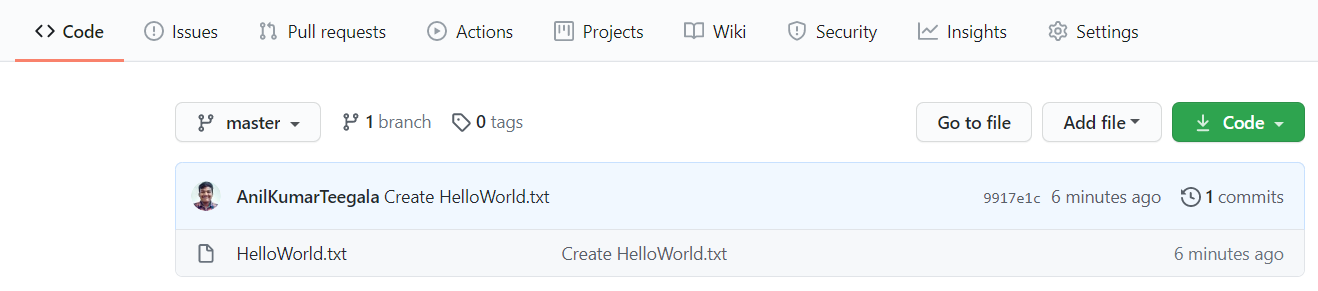 Code Issues Pull requests Actions Projects Wiki Security Insights Settings
master 1 branch 0 tags Go to file Add file Code
AnilKumarTeegala Create HelloWorld.txt 9917e1c 6 minutes ago 1 commits
HelloWorld.txt Create HelloWorld.txt 6 minutes ago